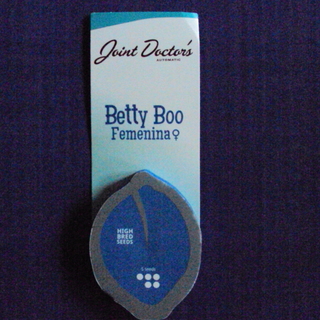 Joint Doctor's
AUTOMATIC
Betty Boo
Femenina♀
HIGH
BRED
SEEDS